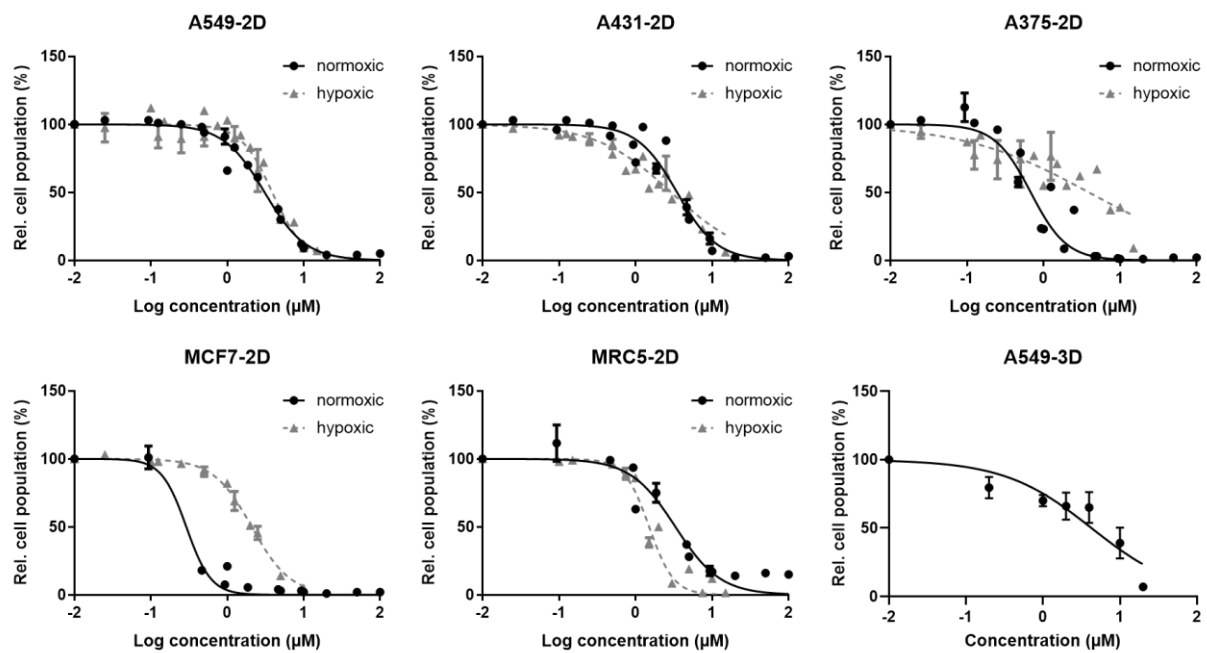 A549-2D
A431-2D
A375-2D
Rel. cell population (%)
150
100
50
0
normoxic
hypoxic
-2 -1 0 1 2
Log concentration (µM)
Rel. cell population (%)
150
100
50
0
normoxic
hypoxic
-2 -1 0 1 2
Log concentration (µM)
Rel. cell population (%)
150
100
50
0
normoxic
hypoxic
-2 -1 0 1 2
Log concentration (µM)
MCF7-2D
MRC5-2D
A549-3D
Rel. cell population (%)
150
100
50
0
normoxic
hypoxic
-2 -1 0 1 2
Log concentration (µM)
Rel. cell population (%)
150
100
50
0
normoxic
hypoxic
-2 -1 0 1 2
Log concentration (µM)
Rel. cell population (%)
150
100
50
0
-2 -1 0 1 2
Concentration (µM)